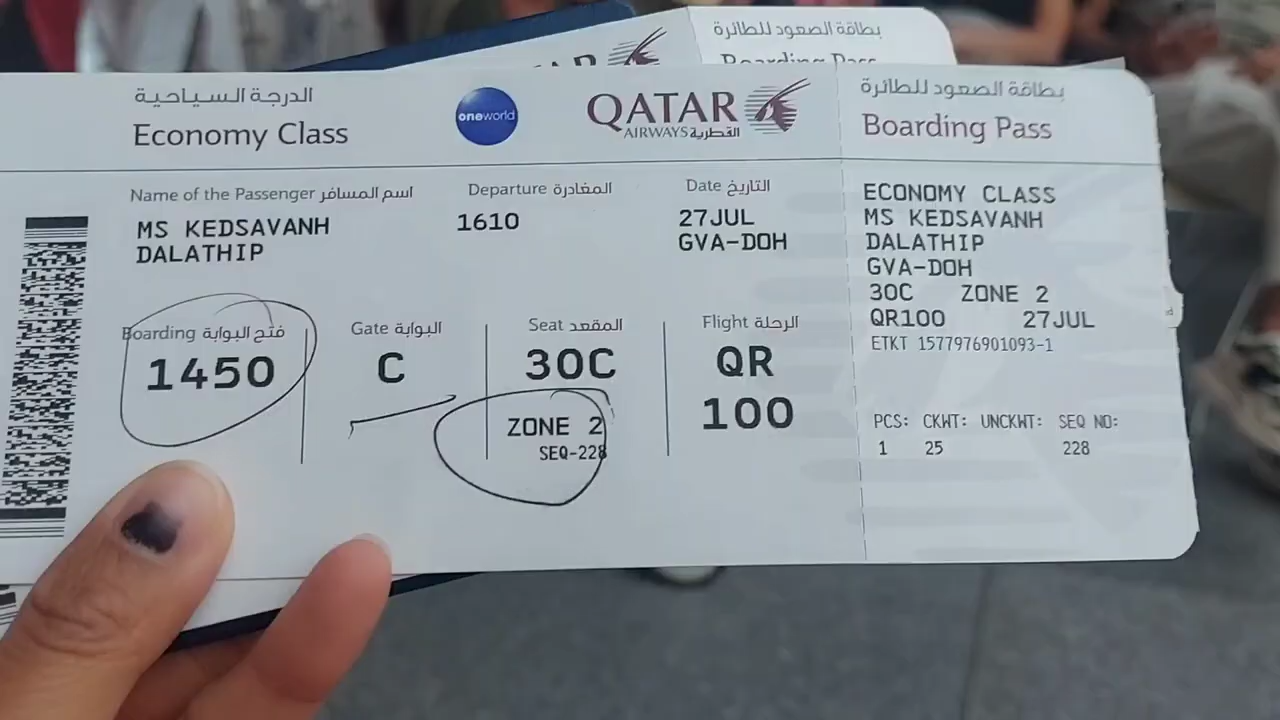 بطاقة الصعود للطائرة
Boarding Pass
الدرجة السياحية
Economy Class
oneworld
QATAR
AIRWAYS القطرية
بطاقة الصعود للطائرة
Boarding Pass
Name of the Passenger اسم المسافر
MS KEDSAVANH
DALATHIP
Departure المغادرة
1610
Date التاريخ
27JUL
GVA-DOH
Boarding فتح البوابة
1450
Gate البوابة
C
Seat المقعد
30C
ZONE 2
SEQ-228
Flight الرحلة
QR
100
ECONOMY CLASS
MS KEDSAVANH
DALATHIP
GVA-DOH
30C ZONE 2
QR100 27JUL
ETKT 1577976901093-1
PCS: CKWT: UNCKWT: SEQ NO:
1 25 228